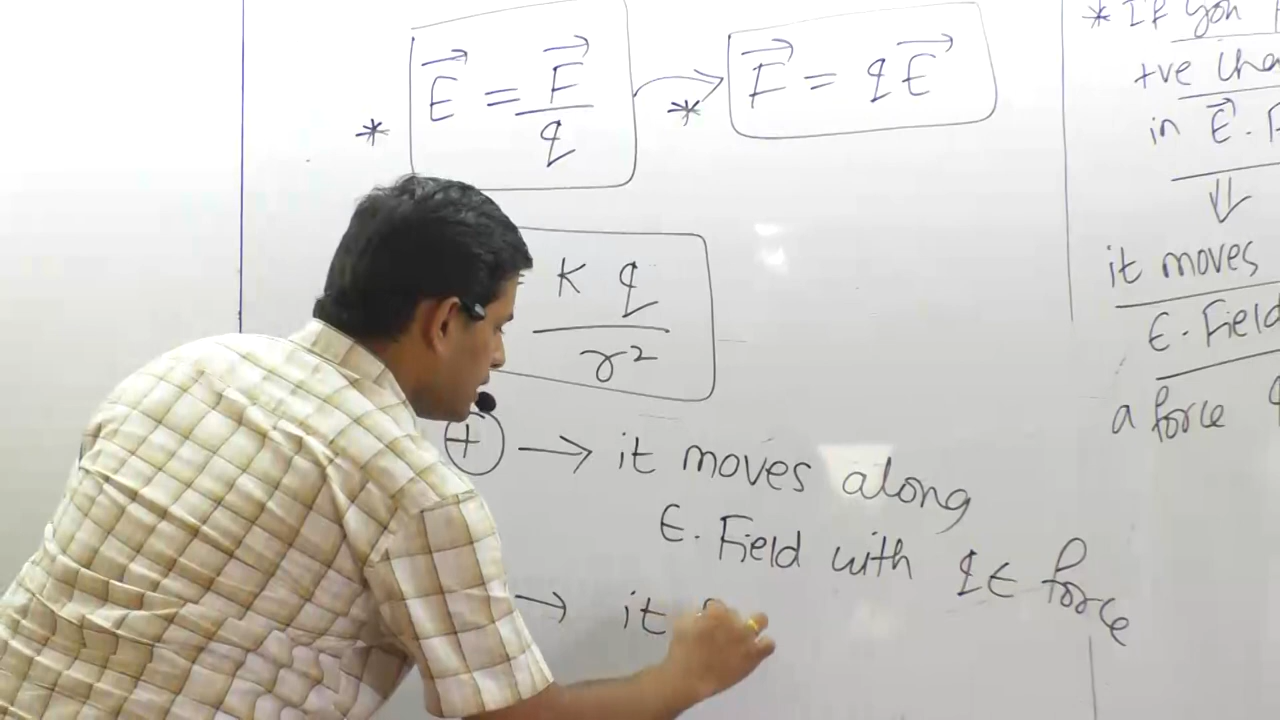 * E⃗ = F⃗ / q
* F⃗ = qE⃗
K q / r²
⊕ → it moves along
E. Field with qE force
→ it
* If you
+ve cha
in E⃗. F
⇓
it moves
E. Field
a force q